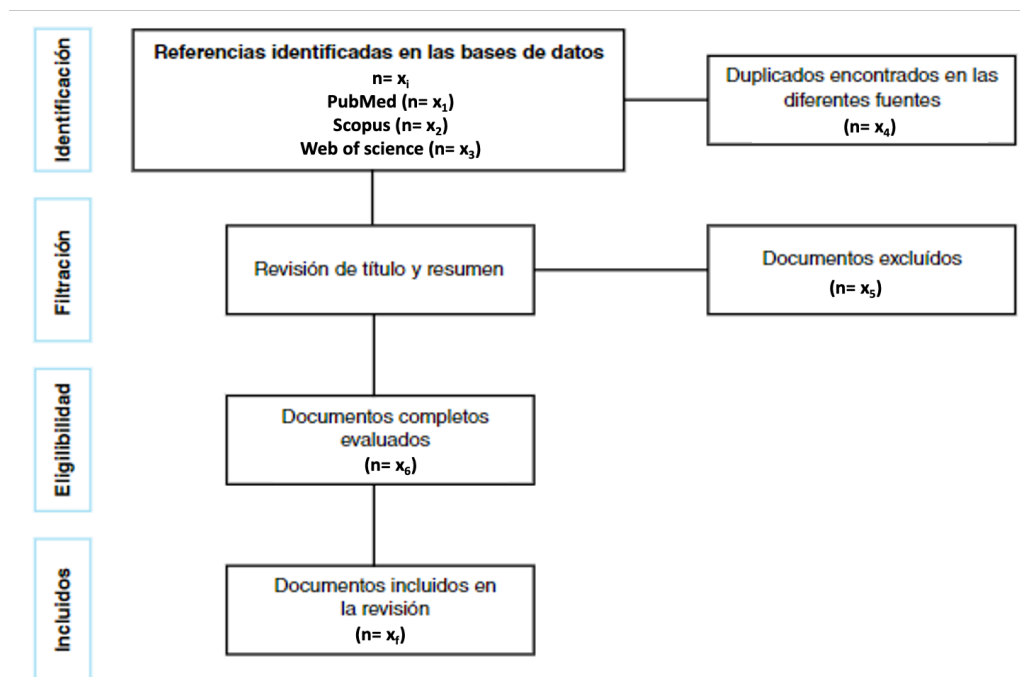 Identificación
Referencias identificadas en las bases de datos
n= xᵢ
PubMed (n= x₁)
Scopus (n= x₂)
Web of science (n= x₃)
Duplicados encontrados en las
diferentes fuentes
(n= x₄)
Filtración
Revisión de título y resumen
Documentos excluídos
(n= x₅)
Eligilibilidad
Documentos completos
evaluados
(n= x₆)
Incluidos
Documentos incluidos en
la revisión
(n= x_f)